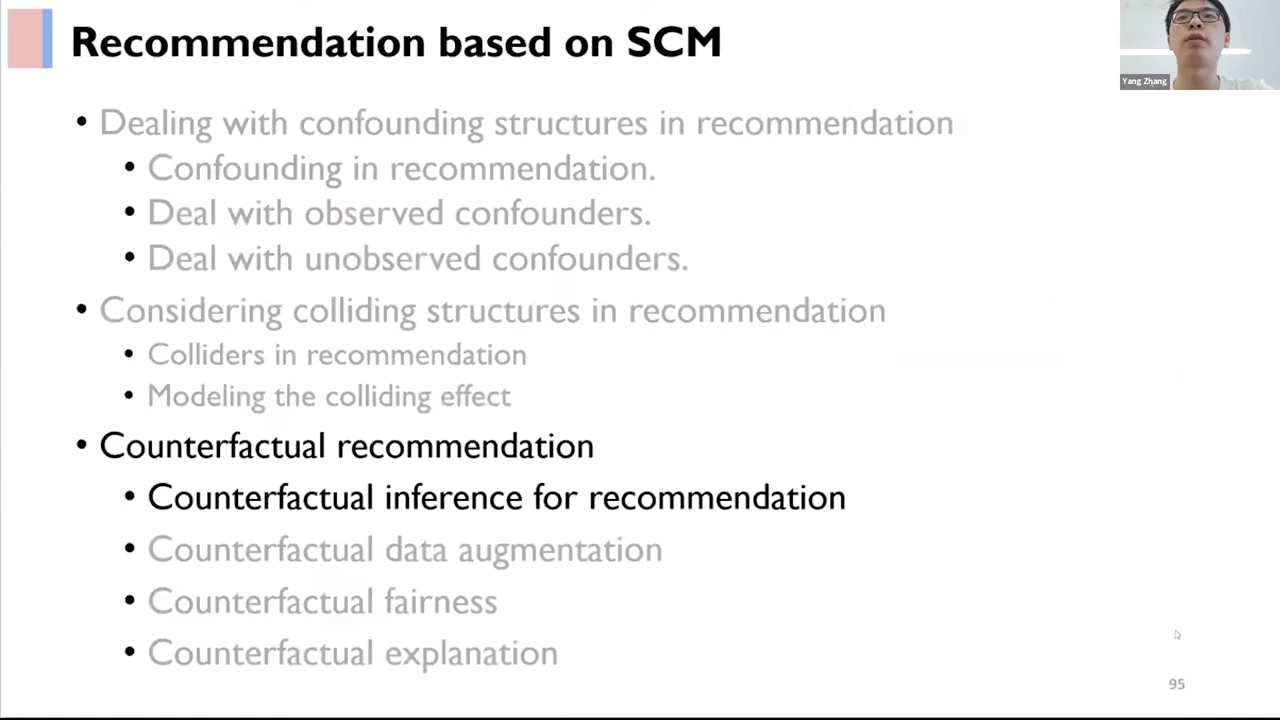 Recommendation based on SCM
Yang Zhang
• Dealing with confounding structures in recommendation
• Confounding in recommendation.
• Deal with observed confounders.
• Deal with unobserved confounders.
• Considering colliding structures in recommendation
• Colliders in recommendation
• Modeling the colliding effect
• Counterfactual recommendation
• Counterfactual inference for recommendation
• Counterfactual data augmentation
• Counterfactual fairness
• Counterfactual explanation
95